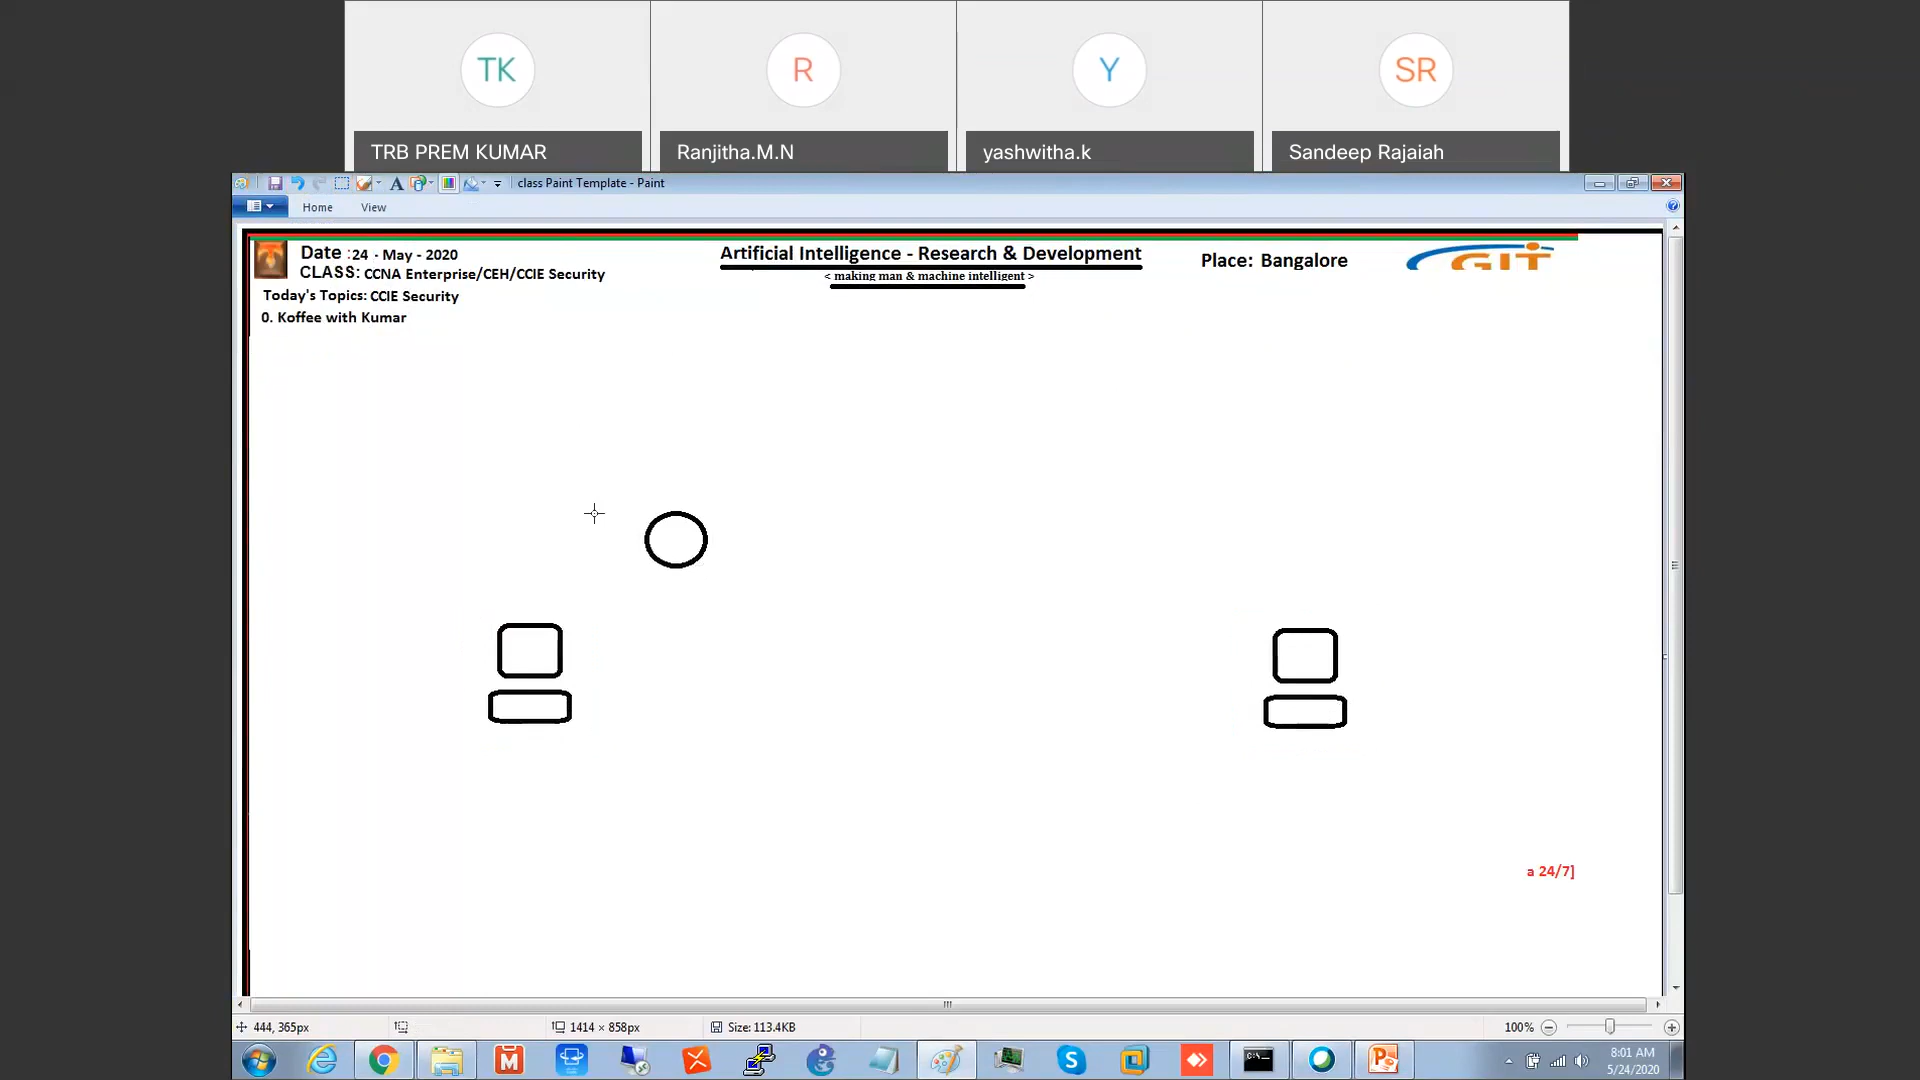 TK
R
Y
SR
TRB PREM KUMAR
Ranjitha.M.N
yashwitha.k
Sandeep Rajaiah
class Paint Template - Paint
Home
View
Date : 24 - May - 2020
Artificial Intelligence - Research & Development
Place: Bangalore
GIT
CLASS: CCNA Enterprise/CEH/CCIE Security
< making man & machine intelligent >
Today's Topics: CCIE Security
0. Koffee with Kumar
a 24/7]
444, 365px
1414 × 858px
Size: 113.4KB
100%
8:01 AM
5/24/2020